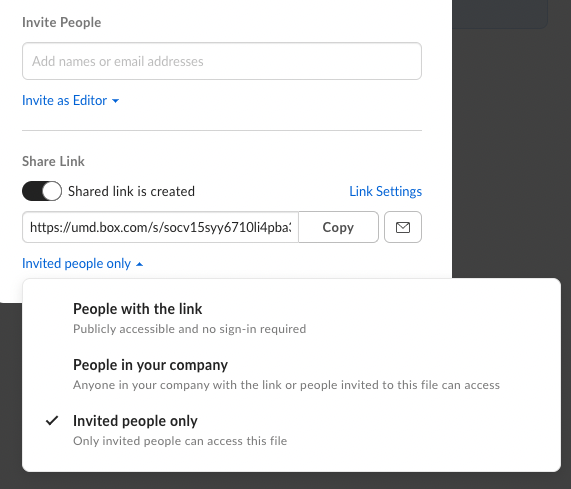 Invite People
Add names or email addresses
Invite as Editor
Share Link
Shared link is created
Link Settings
https://umd.box.com/s/socv15syy6710li4pba
Copy
Invited people only
People with the link
Publicly accessible and no sign-in required
People in your company
Anyone in your company with the link or people invited to this file can access
Invited people only
Only invited people can access this file